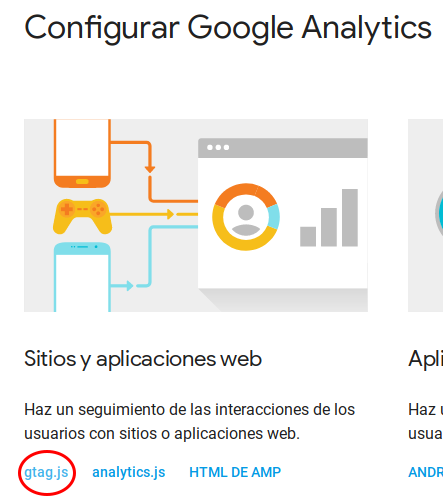 Configurar Google Analytics
Sitios y aplicaciones web
Haz un seguimiento de las interacciones de los
usuarios con sitios o aplicaciones web.
gtag.js analytics.js HTML DE AMP
Apli
Haz u
usua
ANDR